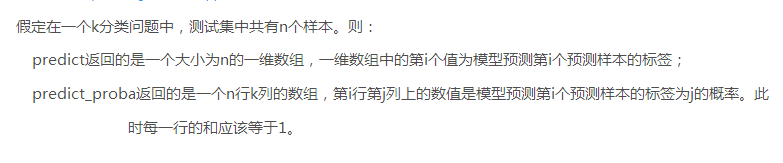 假定在一个k分类问题中，测试集中共有n个样本。则：
predict返回的是一个大小为n的一维数组，一维数组中的第i个值为模型预测第i个预测样本的标签；
predict_proba返回的是一个n行k列的数组，第i行第j列上的数值是模型预测第i个预测样本的标签为j的概率。此
时每一行的和应该等于1。